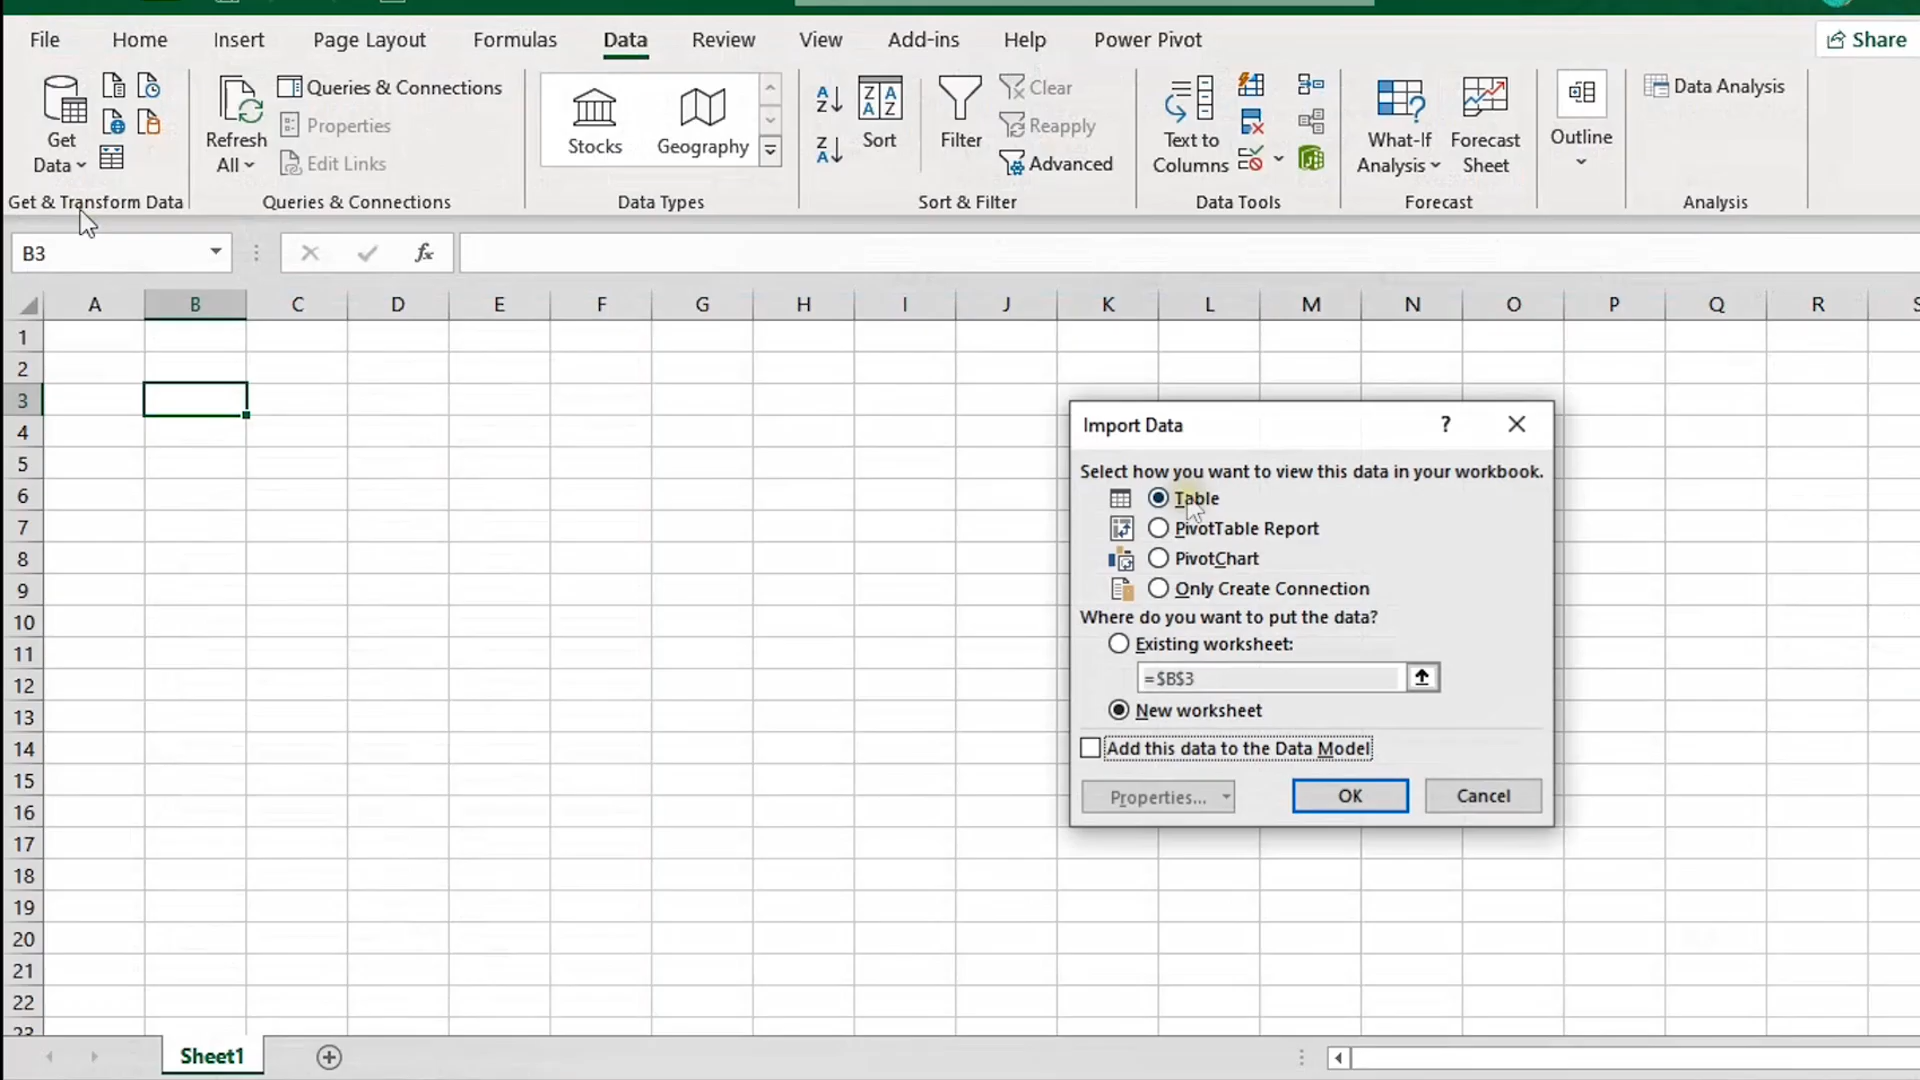 File Home Insert Page Layout Formulas Data Review View Add-ins Help Power Pivot Share
Get Data
Refresh All
Queries & Connections
Properties
Edit Links
Stocks
Geography
A Z
Z A
Z A A Z
Sort
Filter
Clear
Reapply
Advanced
Text to Columns
What-If Analysis
Forecast Sheet
Outline
Data Analysis
Get & Transform Data Queries & Connections Data Types Sort & Filter Data Tools Forecast Analysis
B3 fx
A B C D E F G H I J K L M N O P Q R S
1
2
3
4
5
6
7
8
9
10
11
12
13
14
15
16
17
18
19
20
21
22
23
Import Data ?
Select how you want to view this data in your workbook.
Table
PivotTable Report
PivotChart
Only Create Connection
Where do you want to put the data?
Existing worksheet:
=$B$3
New worksheet
Add this data to the Data Model
Properties... OK Cancel
Sheet1